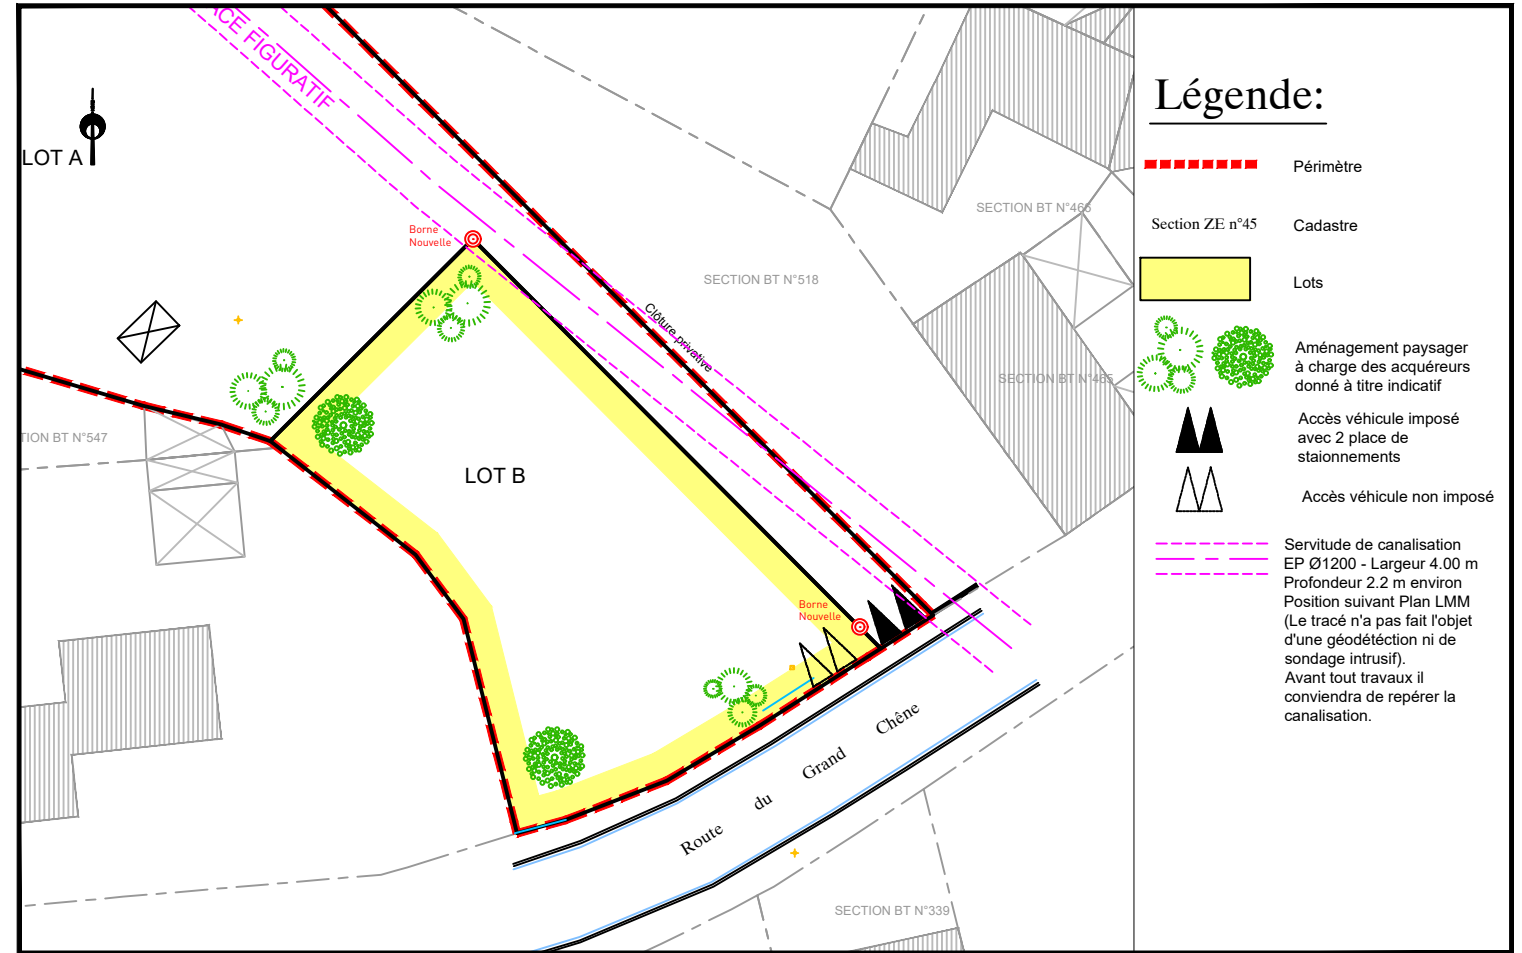 ACE FIGURATIF
LOT A
Borne
Nouvelle
SECTION BT N°518
SECTION BT N°466
SECTION BT N°465
Clôture privative
TION BT N°547
LOT B
Borne
Nouvelle
Route du Grand Chêne
SECTION BT N°339
Légende:
Périmètre
Section ZE n°45
Cadastre
Lots
Aménagement paysager
à charge des acquéreurs
donné à titre indicatif
Accès véhicule imposé
avec 2 place de
staionnements
Accès véhicule non imposé
Servitude de canalisation
EP Ø1200 - Largeur 4.00 m
Profondeur 2.2 m environ
Position suivant Plan LMM
(Le tracé n'a pas fait l'objet
d'une géodétéction ni de
sondage intrusif).
Avant tout travaux il
conviendra de repérer la
canalisation.